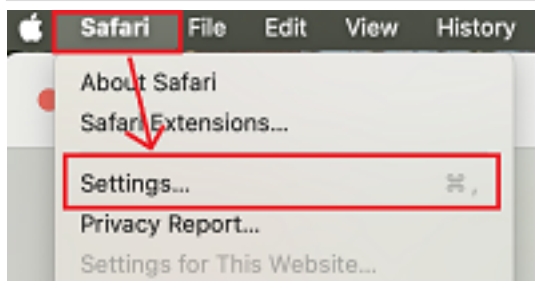 Safari File Edit View History
About Safari
Safari Extensions...
Settings... ⌘ ,
Privacy Report...
Settings for This Website...